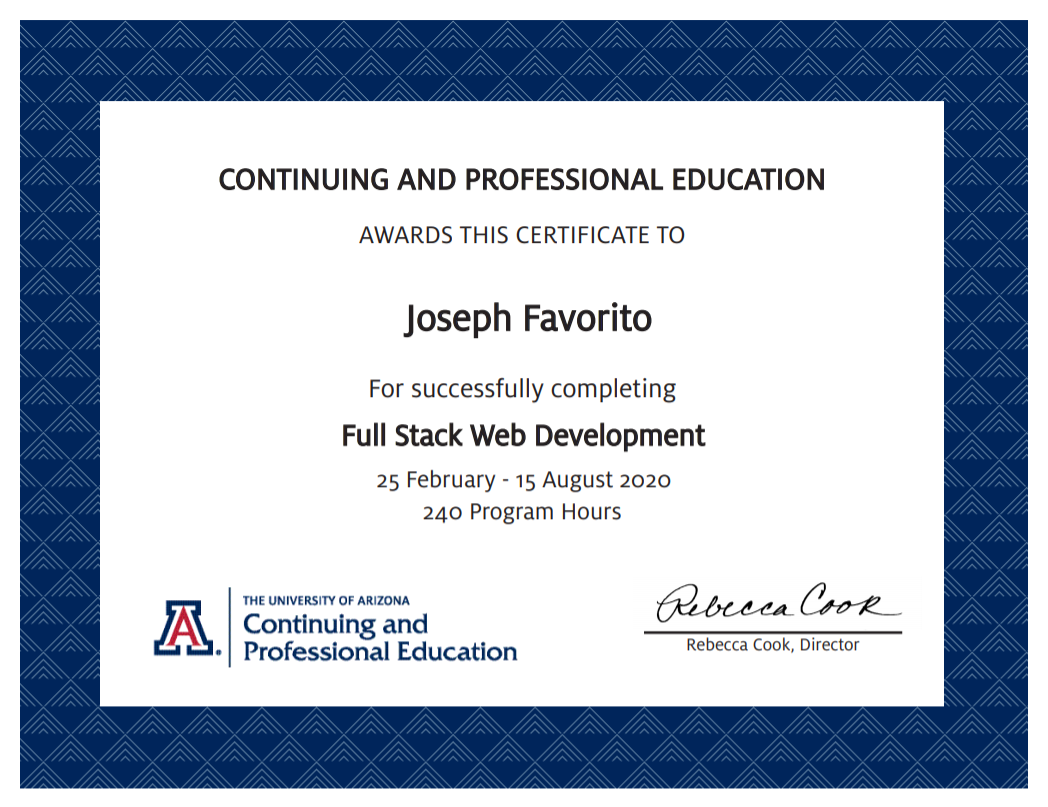 CONTINUING AND PROFESSIONAL EDUCATION
AWARDS THIS CERTIFICATE TO
Joseph Favorito
For successfully completing
Full Stack Web Development
25 February - 15 August 2020
240 Program Hours
A
THE UNIVERSITY OF ARIZONA
Continuing and
Professional Education
Rebecca Cook
Rebecca Cook, Director